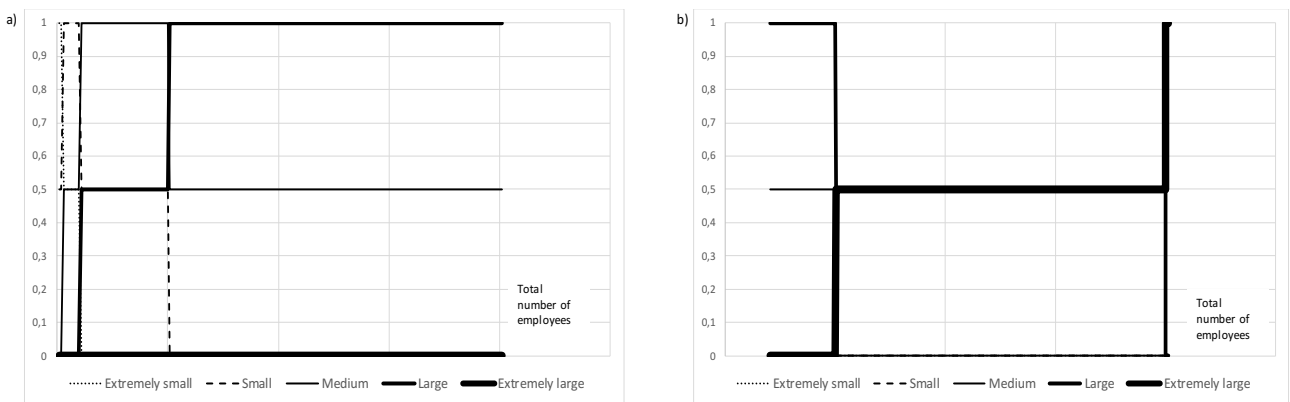 a)
1
0,9
0,8
0,7
0,6
0,5
0,4
0,3
0,2
0,1
0
Total
number of
employees
Extremely small Small Medium Large Extremely large
b)
1
0,9
0,8
0,7
0,6
0,5
0,4
0,3
0,2
0,1
0
Total
number of
employees
Extremely small Small Medium Large Extremely large